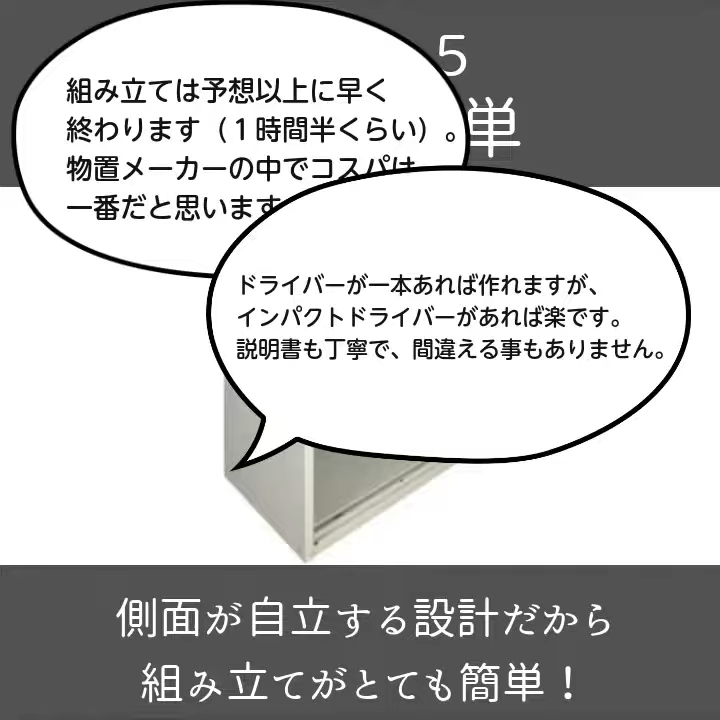 5
単
組み立ては予想以上に早く
終わります（１時間半くらい）。
物置メーカーの中でコスパは
一番だと思います
ドライバーが一本あれば作れますが、
インパクトドライバーがあれば楽です。
説明書も丁寧で、間違える事もありません。
側面が自立する設計だから
組み立てがとても簡単！